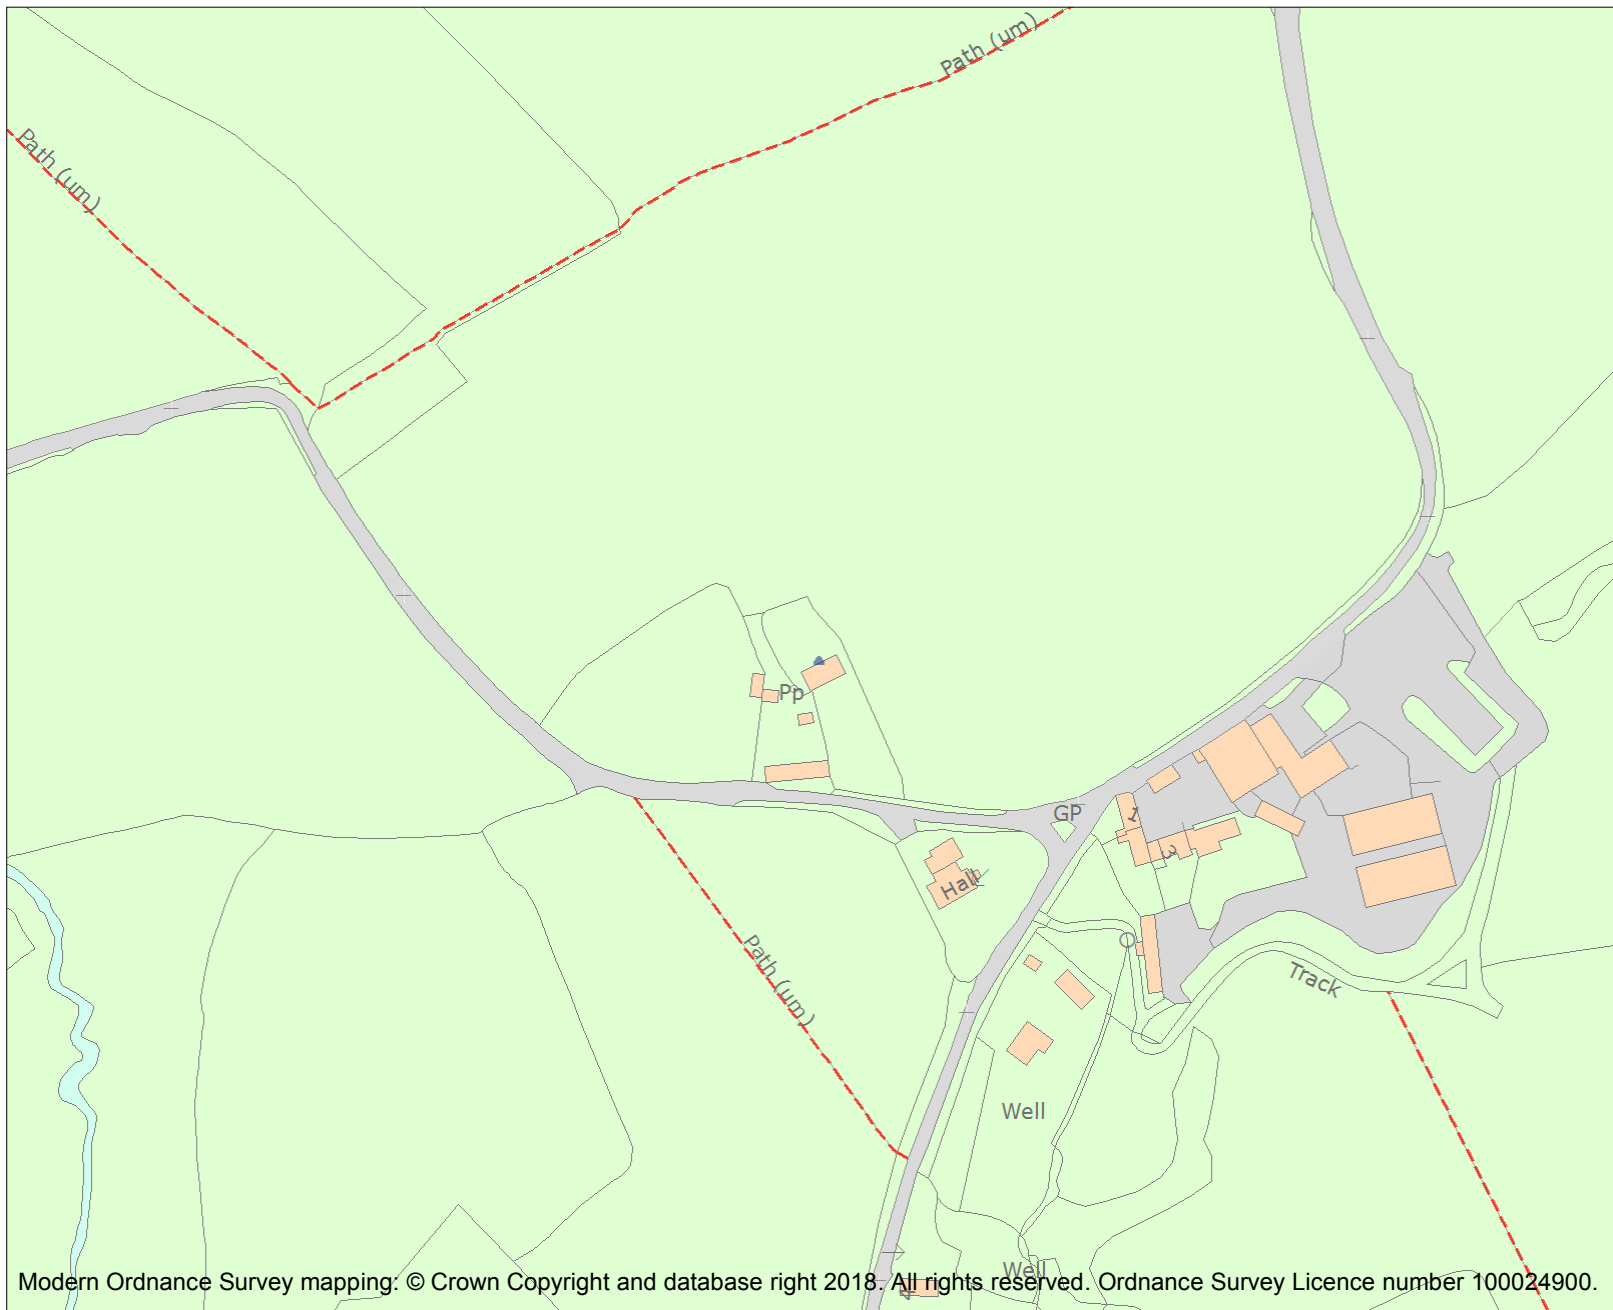 Path (um)
Path (um)
Pp
GP
1
3
Hall
Path (um)
Track
Well
Well
Modern Ordnance Survey mapping: © Crown Copyright and database right 2018. All rights reserved. Ordnance Survey Licence number 100024900.
4